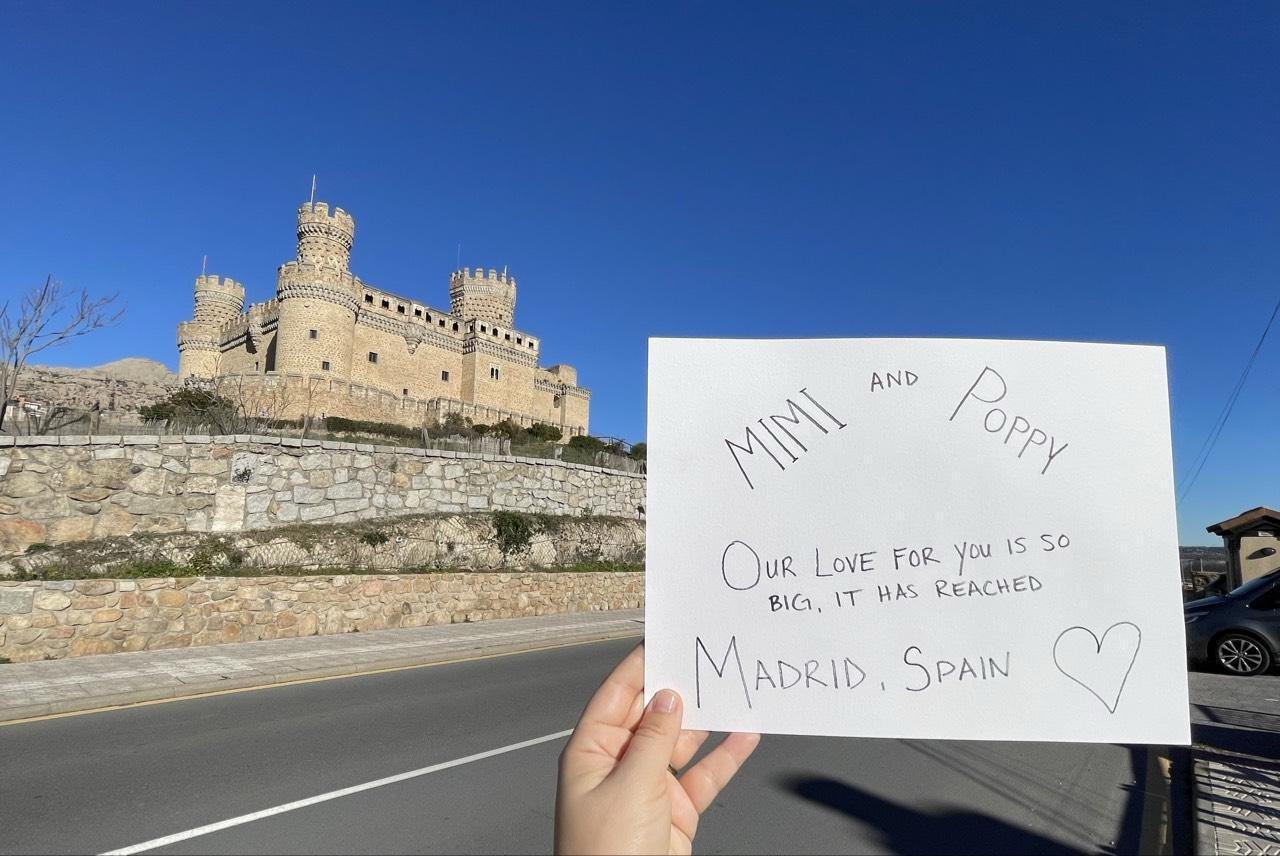 MIMI AND POPPY
OUR LOVE FOR YOU IS SO
BIG, IT HAS REACHED
MADRID, SPAIN